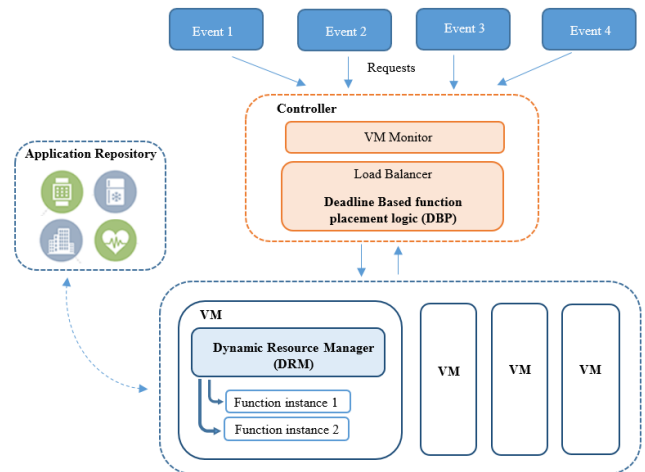 Event 1
Event 2
Event 3
Event 4
Requests
Controller
VM Monitor
Load Balancer
Deadline Based function
placement logic (DBP)
Application Repository
VM
Dynamic Resource Manager
(DRM)
Function instance 1
Function instance 2
VM
VM
VM